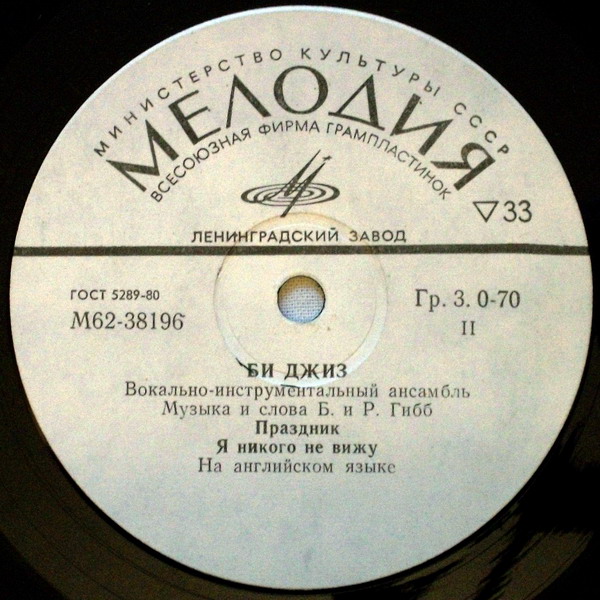 МИНИСТЕРСТВО КУЛЬТУРЫ СССР
МЕЛОДИЯ
ВСЕСОЮЗНАЯ ФИРМА ГРАМПЛАСТИНОК
▽33
ЛЕНИНГРАДСКИЙ ЗАВОД
ГОСТ 5289-80
М62-38196
Гр. 3. 0-70
II
БИ ДЖИЗ
Вокально-инструментальный ансамбль
Музыка и слова Б. и Р. Гибб
Праздник
Я никого не вижу
На английском языке